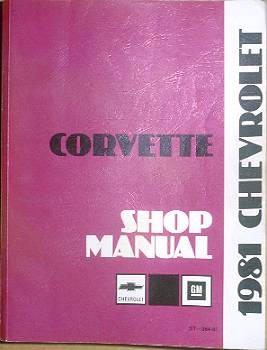 CORVETTE
SHOP
MANUAL
CHEVROLET
GM
1981 CHEVROLET